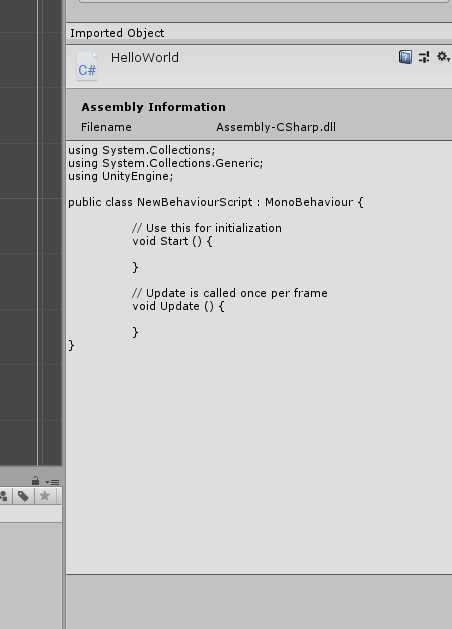 Imported Object
HelloWorld
C#
Assembly Information
Filename Assembly-CSharp.dll
using System.Collections;
using System.Collections.Generic;
using UnityEngine;
public class NewBehaviourScript : MonoBehaviour {
// Use this for initialization
void Start () {
}
// Update is called once per frame
void Update () {
}
}